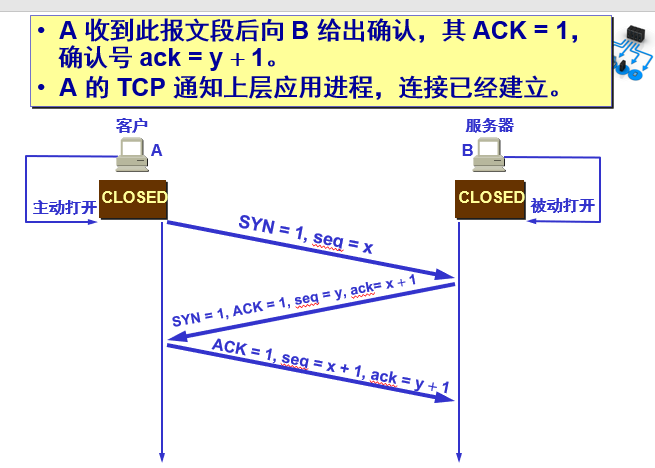 • A 收到此报文段后向 B 给出确认，其 ACK = 1，
确认号 ack = y + 1。
• A 的 TCP 通知上层应用进程，连接已经建立。
客户
A
服务器
B
CLOSED
CLOSED
主动打开
被动打开
SYN = 1, seq = x
SYN = 1, ACK = 1, seq = y, ack= x + 1
ACK = 1, seq = x + 1, ack = y + 1